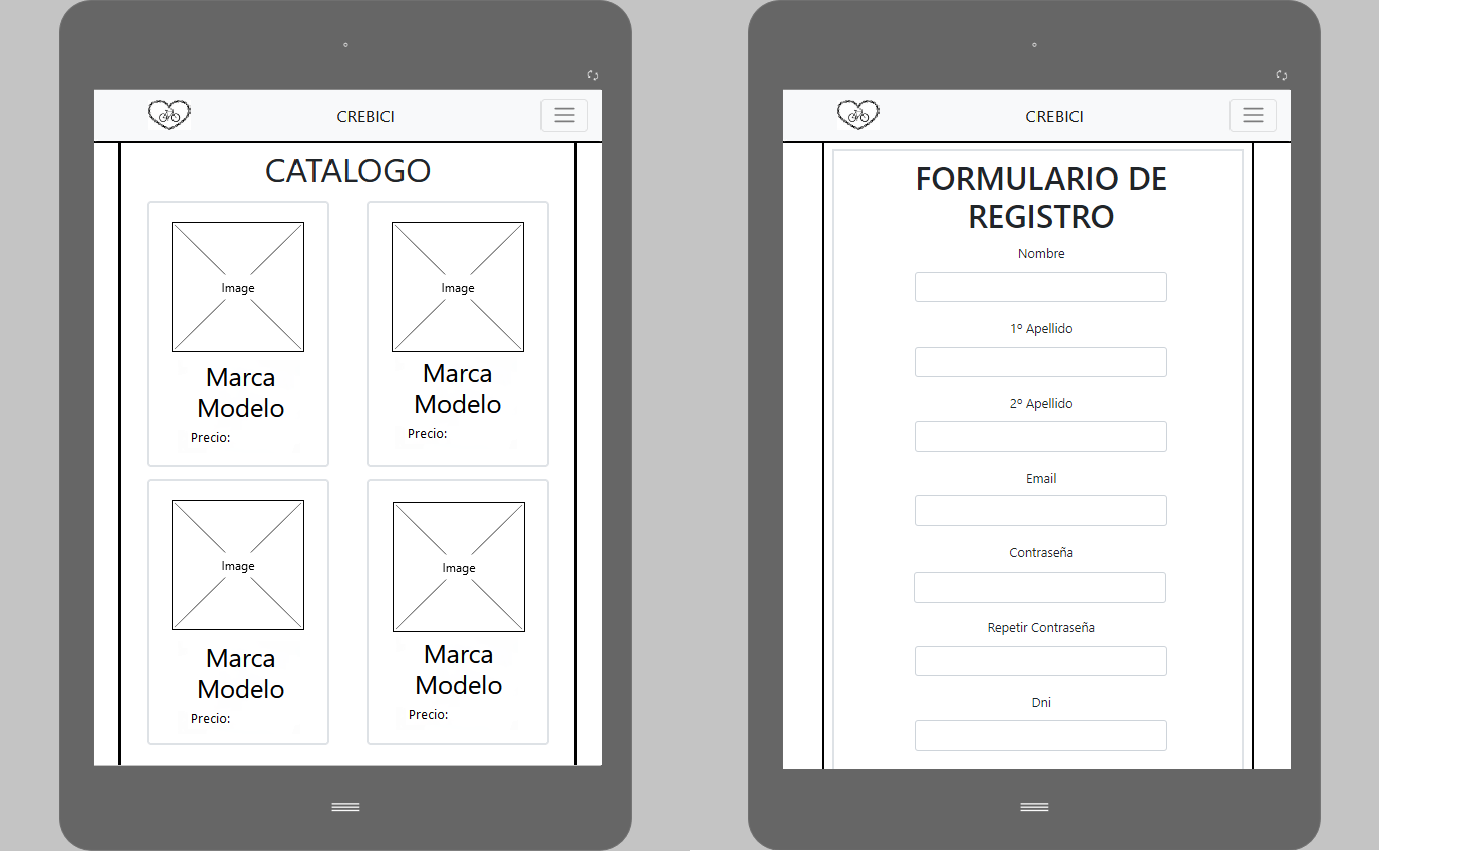 CREBICI
CATALOGO
Image
Image
Marca
Modelo
Precio:
Marca
Modelo
Precio:
Image
Image
Marca
Modelo
Precio:
Marca
Modelo
Precio:
CREBICI
FORMULARIO DE
REGISTRO
Nombre
1º Apellido
2º Apellido
Email
Contraseña
Repetir Contraseña
Dni